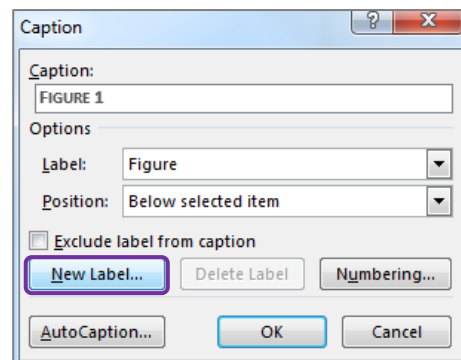 Caption
? X
Caption:
FIGURE 1
Options
Label: Figure
Position: Below selected item
Exclude label from caption
New Label... Delete Label Numbering...
AutoCaption... OK Cancel